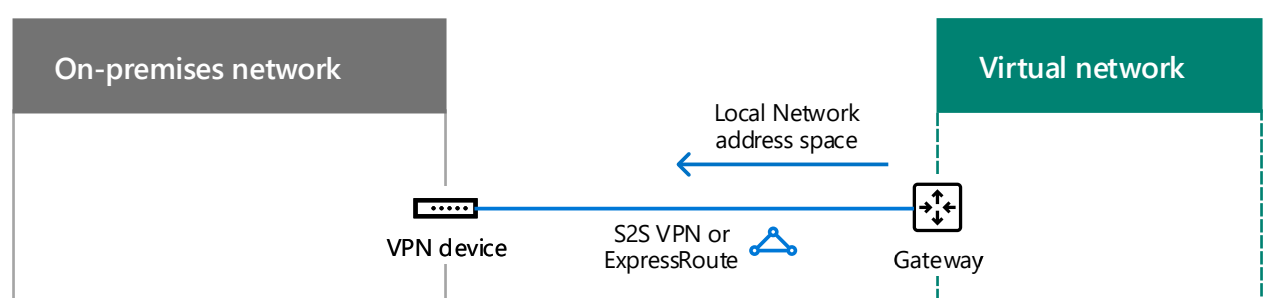 On-premises network
Virtual network
Local Network
address space
VPN device
S2S VPN or
ExpressRoute
Gateway